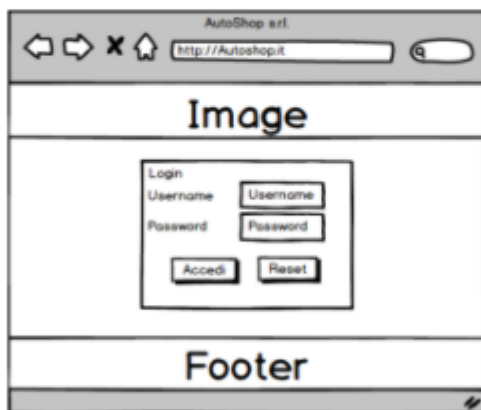 AutoShop s.r.l.
http://Autoshop.it
Image
Login
Username Username
Password Password
Accedi Reset
Footer